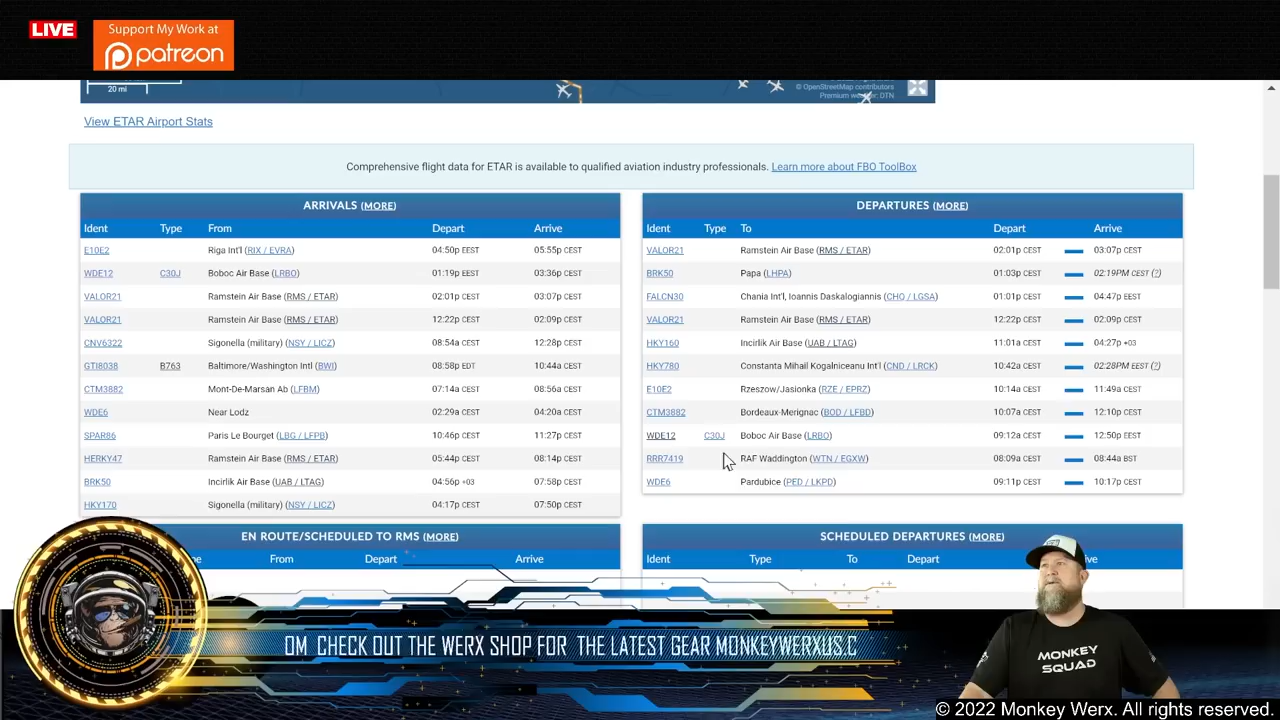 LIVE
Support My Work at
patreon
20 mi
© OpenStreetMap contributors
Premium weather: DTN
View ETAR Airport Stats
Comprehensive flight data for ETAR is available to qualified aviation industry professionals. Learn more about FBO ToolBox
ARRIVALS (MORE)
Ident Type From Depart Arrive
E10E2 Riga Int'l (RIX / EVRA) 04:50p EEST 05:55p CEST
WDE12 C30J Boboc Air Base (LRBO) 01:19p EEST 03:36p CEST
VALOR21 Ramstein Air Base (RMS / ETAR) 02:01p CEST 03:07p CEST
VALOR21 Ramstein Air Base (RMS / ETAR) 12:22p CEST 02:09p CEST
CNV6322 Sigonella (military) (NSY / LICZ) 08:54a CEST 12:28p CEST
GTI8038 B763 Baltimore/Washington Intl (BWI) 08:58p EDT 10:44a CEST
CTM3882 Mont-De-Marsan Ab (LFBM) 07:14a CEST 08:56a CEST
WDE6 Near Lodz 02:29a CEST 04:20a CEST
SPAR86 Paris Le Bourget (LBG / LFPB) 10:46p CEST 11:27p CEST
HERKY47 Ramstein Air Base (RMS / ETAR) 05:44p CEST 08:14p CEST
BRK50 Incirlik Air Base (UAB / LTAG) 04:56p +03 07:58p CEST
HKY170 Sigonella (military) (NSY / LICZ) 04:17p CEST 07:50p CEST
DEPARTURES (MORE)
Ident Type To Depart Arrive
VALOR21 Ramstein Air Base (RMS / ETAR) 02:01p CEST 03:07p CEST
BRK50 Papa (LHPA) 01:03p CEST 02:19PM CEST (?)
FALCN30 Chania Int'l, Ioannis Daskalogiannis (CHQ / LGSA) 01:01p CEST 04:47p EEST
VALOR21 Ramstein Air Base (RMS / ETAR) 12:22p CEST 02:09p CEST
HKY160 Incirlik Air Base (UAB / LTAG) 11:01a CEST 04:27p +03
HKY780 Constanta Mihail Kogalniceanu Int'l (CND / LRCK) 10:42a CEST 02:28PM EEST (?)
E10E2 Rzeszow/Jasionka (RZE / EPRZ) 10:14a CEST 11:49a CEST
CTM3882 Bordeaux-Merignac (BOD / LFBD) 10:07a CEST 12:10p CEST
WDE12 C30J Boboc Air Base (LRBO) 09:12a CEST 12:50p EEST
RRR7419 RAF Waddington (WTN / EGXW) 08:09a CEST 08:44a BST
WDE6 Pardubice (PED / LKPD) 09:11p CEST 10:17p CEST
EN ROUTE/SCHEDULED TO RMS (MORE)
From Depart Arrive
SCHEDULED DEPARTURES (MORE)
Ident Type To Depart
OM CHECK OUT THE WERX SHOP FOR THE LATEST GEAR MONKEYWERXUS.C
MONKEY
SQUAD
© 2022 Monkey Werx. All rights reserved.